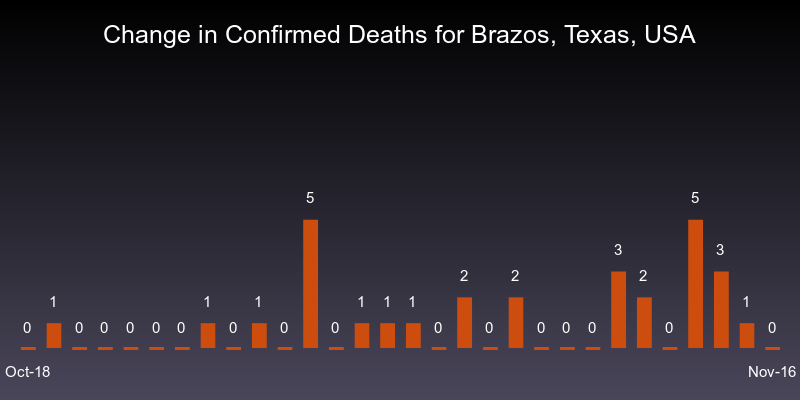 Change in Confirmed Deaths for Brazos, Texas, USA
0 1 0 0 0 0 0 1 0 1 0 5 0 1 1 1 0 2 0 2 0 0 0 3 2 0 5 3 1 0
Oct-18 Nov-16